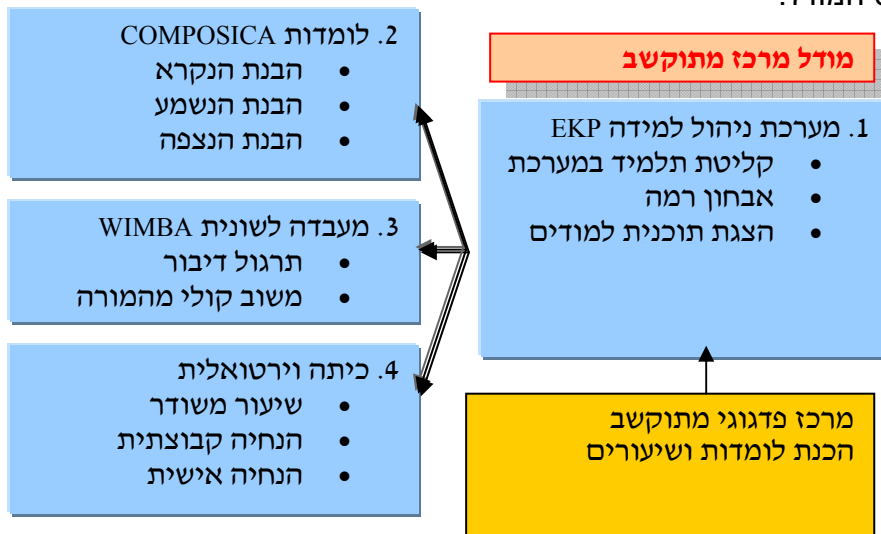 מודל מרכז מתוקשב
1. מערכת ניהול למידה EKP
• קליטת תלמיד במערכת
• אבחון רמה
• הצגת תוכנית למודים
2. לומדות COMPOSICA
• הבנת הנקרא
• הבנת הנשמע
• הבנת הנצפה
3. מעבדה לשונית WIMBA
• תרגול דיבור
• משוב קולי מהמורה
4. כיתה וירטואלית
• שיעור משודר
• הנחיה קבוצתית
• הנחיה אישית
מרכז פדגוגי מתוקשב
הכנת לומדות ושיעורים